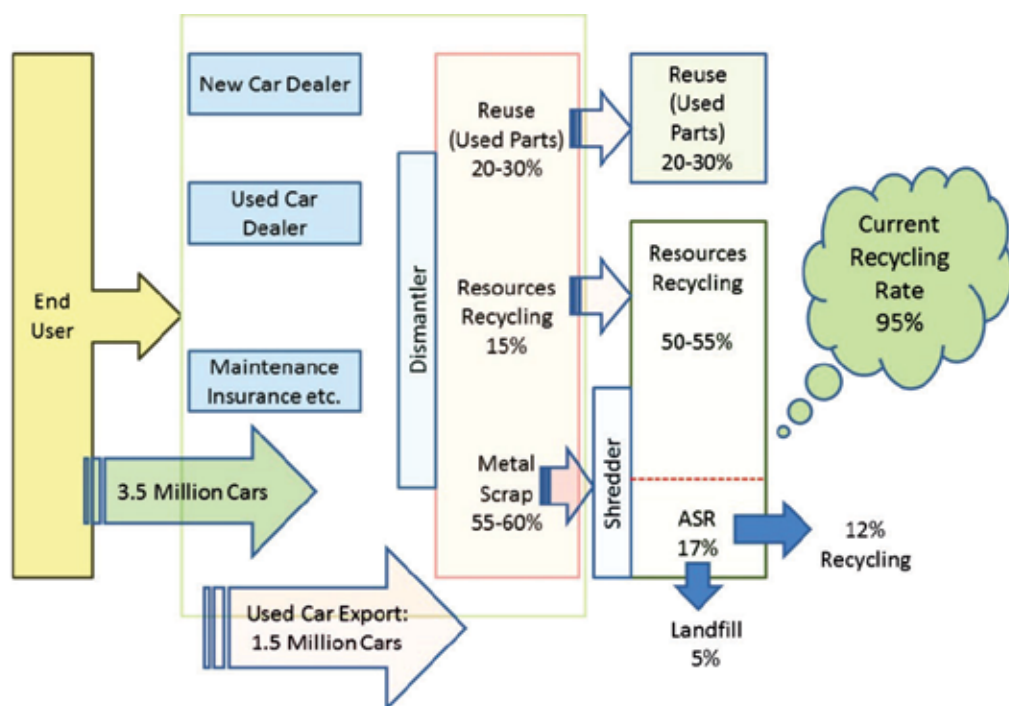 End
User
New Car Dealer
Used Car
Dealer
Maintenance
Insurance etc.
3.5 Million Cars
Used Car Export:
1.5 Million Cars
Dismantler
Reuse
(Used Parts)
20-30%
Resources
Recycling
15%
Metal
Scrap
55-60%
Shredder
Reuse
(Used
Parts)
20-30%
Resources
Recycling
50-55%
ASR
17%
12%
Recycling
Landfill
5%
Current
Recycling
Rate
95%